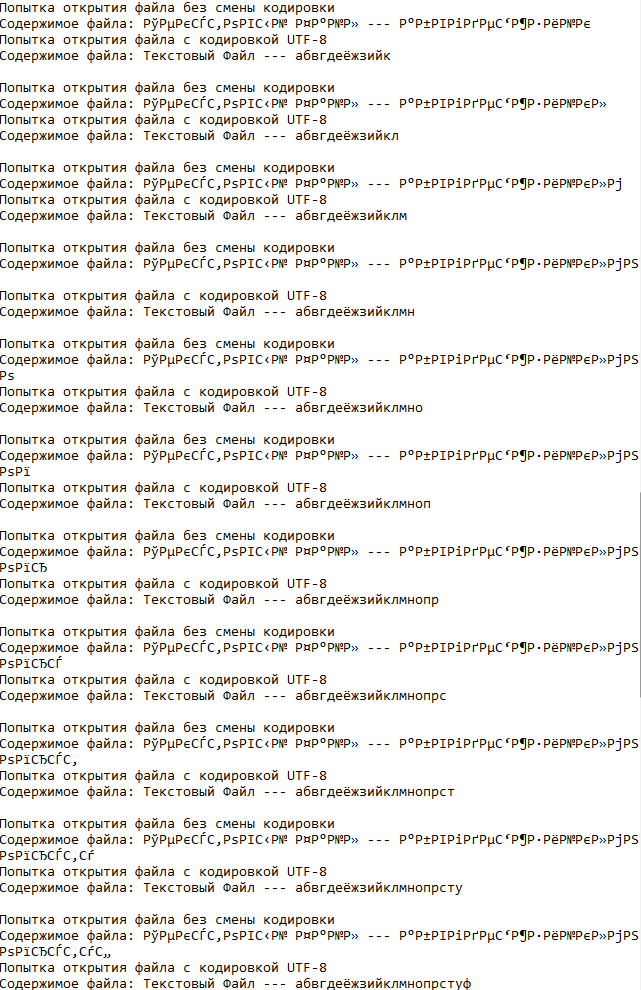 Попытка открытия файла без смены кодировки
Содержимое файла: РўРµРєСЃС‚РѕРІС‹Р№ Р¤Р°Р№Р» --- Р°Р±РІРіРґРµС‘Р¶Р·РёР№Рє
Попытка открытия файла с кодировкой UTF-8
Содержимое файла: Текстовый Файл --- абвгдеёжзийк
Попытка открытия файла без смены кодировки
Содержимое файла: РўРµРєСЃС‚РѕРІС‹Р№ Р¤Р°Р№Р» --- Р°Р±РІРіРґРµС‘Р¶Р·РёР№РєР»
Попытка открытия файла с кодировкой UTF-8
Содержимое файла: Текстовый Файл --- абвгдеёжзийкл
Попытка открытия файла без смены кодировки
Содержимое файла: РўРµРєСЃС‚РѕРІС‹Р№ Р¤Р°Р№Р» --- Р°Р±РІРіРґРµС‘Р¶Р·РёР№РєР»Рј
Попытка открытия файла с кодировкой UTF-8
Содержимое файла: Текстовый Файл --- абвгдеёжзийклм
Попытка открытия файла без смены кодировки
Содержимое файла: РўРµРєСЃС‚РѕРІС‹Р№ Р¤Р°Р№Р» --- Р°Р±РІРіРґРµС‘Р¶Р·РёР№РєР»РјРЅ
Попытка открытия файла с кодировкой UTF-8
Содержимое файла: Текстовый Файл --- абвгдеёжзийклмн
Попытка открытия файла без смены кодировки
Содержимое файла: РўРµРєСЃС‚РѕРІС‹Р№ Р¤Р°Р№Р» --- Р°Р±РІРіРґРµС‘Р¶Р·РёР№РєР»РјРЅ
Рѕ
Попытка открытия файла с кодировкой UTF-8
Содержимое файла: Текстовый Файл --- абвгдеёжзийклмно
Попытка открытия файла без смены кодировки
Содержимое файла: РўРµРєСЃС‚РѕРІС‹Р№ Р¤Р°Р№Р» --- Р°Р±РІРіРґРµС‘Р¶Р·РёР№РєР»РјРЅ
РѕРї
Попытка открытия файла с кодировкой UTF-8
Содержимое файла: Текстовый Файл --- абвгдеёжзийклмноп
Попытка открытия файла без смены кодировки
Содержимое файла: РўРµРєСЃС‚РѕРІС‹Р№ Р¤Р°Р№Р» --- Р°Р±РІРіРґРµС‘Р¶Р·РёР№РєР»РјРЅ
РѕРїСЂ
Попытка открытия файла с кодировкой UTF-8
Содержимое файла: Текстовый Файл --- абвгдеёжзийклмнопр
Попытка открытия файла без смены кодировки
Содержимое файла: РўРµРєСЃС‚РѕРІС‹Р№ Р¤Р°Р№Р» --- Р°Р±РІРіРґРµС‘Р¶Р·РёР№РєР»РјРЅ
РѕРїСЂСЃ
Попытка открытия файла с кодировкой UTF-8
Содержимое файла: Текстовый Файл --- абвгдеёжзийклмнопрс
Попытка открытия файла без смены кодировки
Содержимое файла: РўРµРєСЃС‚РѕРІС‹Р№ Р¤Р°Р№Р» --- Р°Р±РІРіРґРµС‘Р¶Р·РёР№РєР»РјРЅ
РѕРїСЂСЃС‚
Попытка открытия файла с кодировкой UTF-8
Содержимое файла: Текстовый Файл --- абвгдеёжзийклмнопрст
Попытка открытия файла без смены кодировки
Содержимое файла: РўРµРєСЃС‚РѕРІС‹Р№ Р¤Р°Р№Р» --- Р°Р±РІРіРґРµС‘Р¶Р·РёР№РєР»РјРЅ
РѕРїСЂСЃС‚Сѓ
Попытка открытия файла с кодировкой UTF-8
Содержимое файла: Текстовый Файл --- абвгдеёжзийклмнопрсту
Попытка открытия файла без смены кодировки
Содержимое файла: РўРµРєСЃС‚РѕРІС‹Р№ Р¤Р°Р№Р» --- Р°Р±РІРіРґРµС‘Р¶Р·РёР№РєР»РјРЅ
РѕРїСЂСЃС‚СѓС„
Попытка открытия файла с кодировкой UTF-8
Содержимое файла: Текстовый Файл --- абвгдеёжзийклмнопрстуф